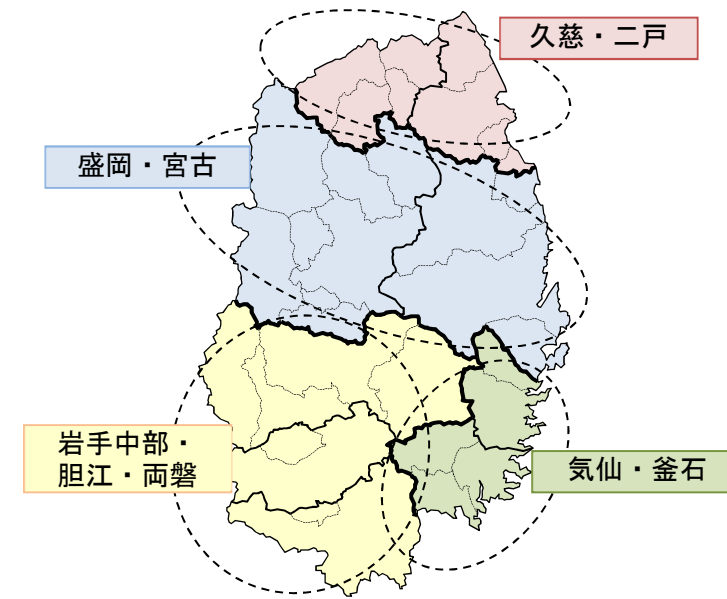 久慈・二戸
盛岡・宮古
岩手中部・
胆江・両磐
気仙・釜石